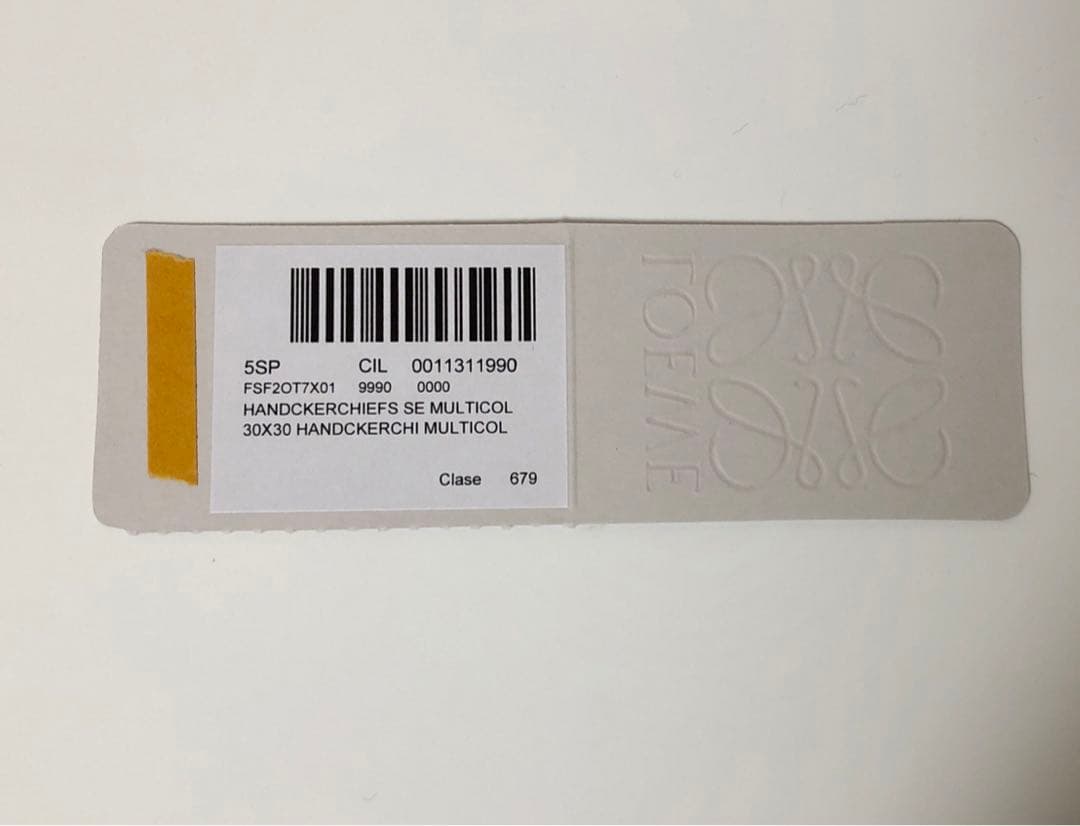 5SP CIL 0011311990
FSF2OT7X01 9990 0000
HANDCKERCHIEFS SE MULTICOL
30X30 HANDCKERCHI MULTICOL
Clase 679
LOEWE